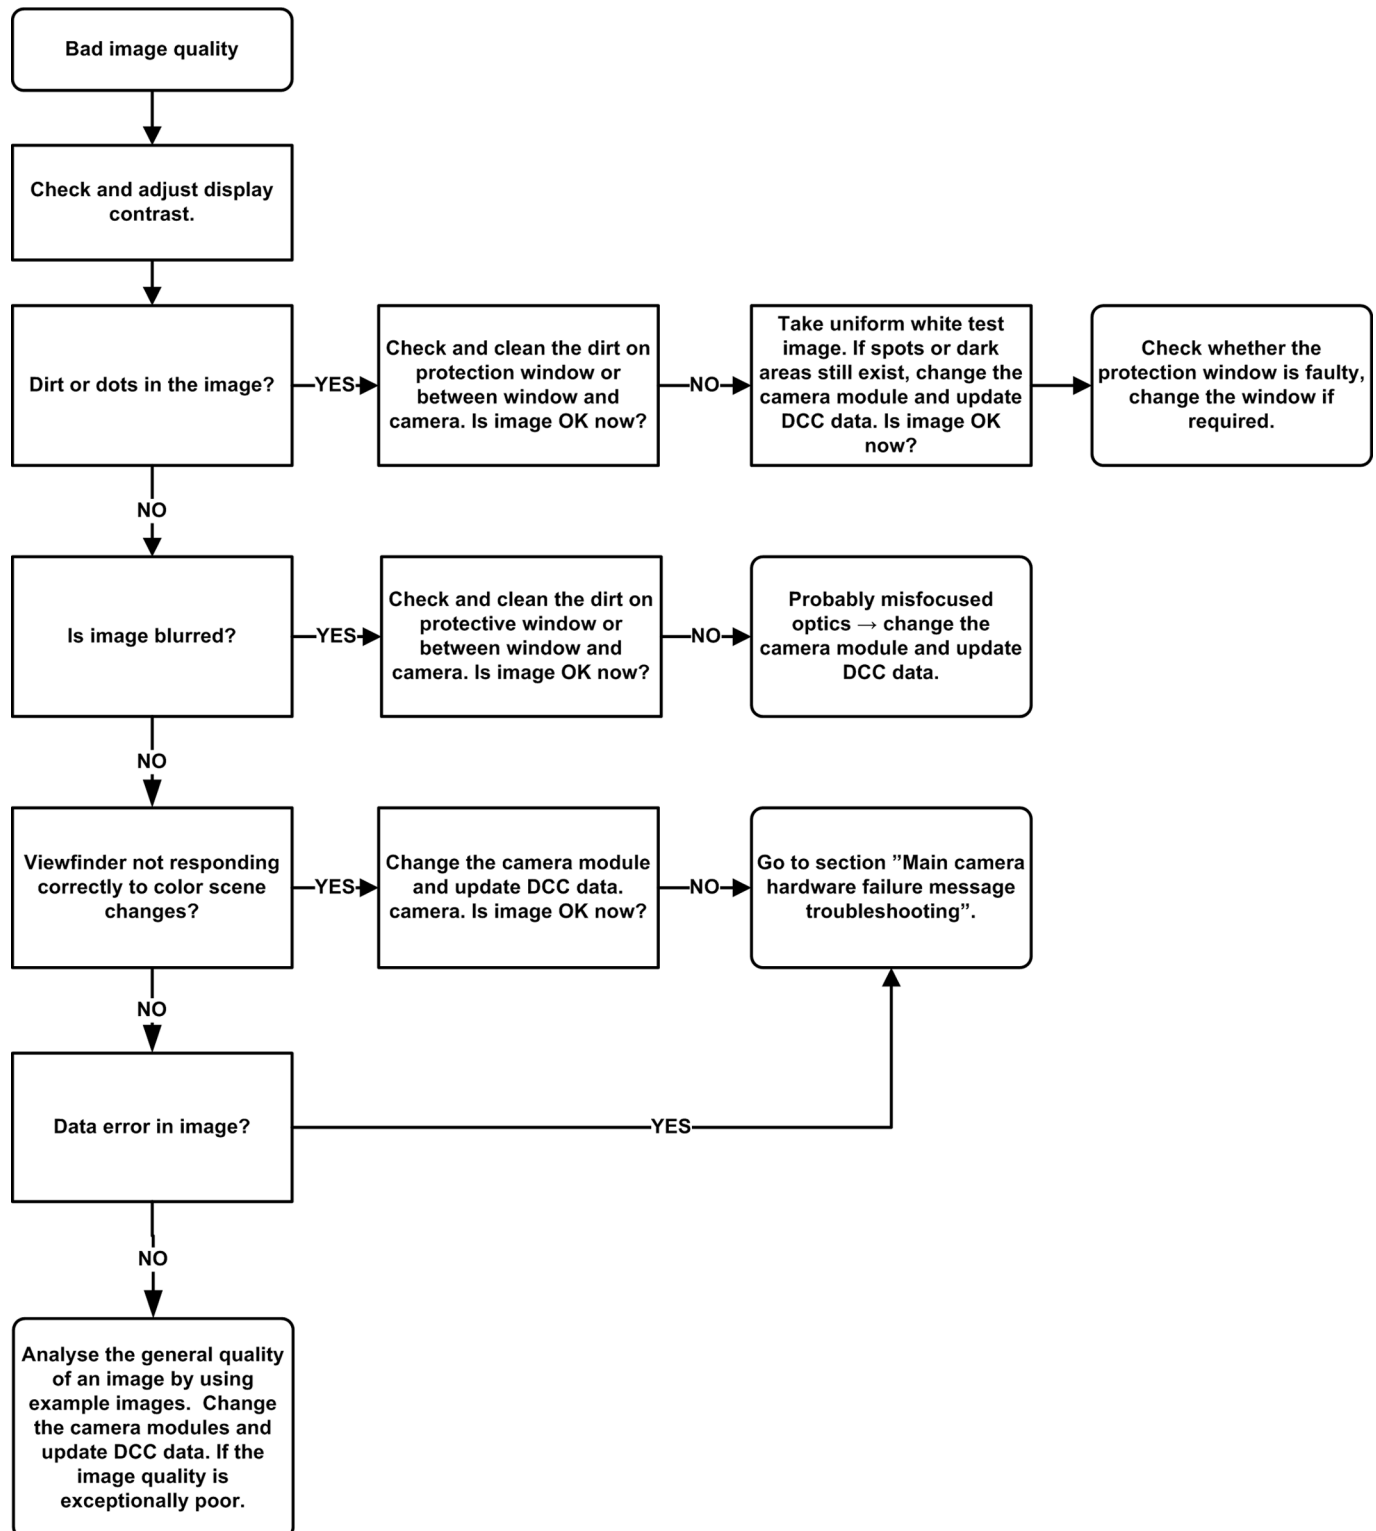 Bad image quality
Check and adjust display
contrast.
Dirt or dots in the image?
YES
Check and clean the dirt on
protection window or
between window and
camera. Is image OK now?
NO
Take uniform white test
image. If spots or dark
areas still exist, change the
camera module and update
DCC data. Is image OK
now?
Check whether the
protection window is faulty,
change the window if
required.
NO
Is image blurred?
YES
Check and clean the dirt on
protective window or
between window and
camera. Is image OK now?
NO
Probably misfocused
optics → change the
camera module and update
DCC data.
NO
Viewfinder not responding
correctly to color scene
changes?
YES
Change the camera module
and update DCC data.
camera. Is image OK now?
NO
Go to section ”Main camera
hardware failure message
troubleshooting”.
NO
Data error in image?
YES
NO
Analyse the general quality
of an image by using
example images.  Change
the camera modules and
update DCC data. If the
image quality is
exceptionally poor.